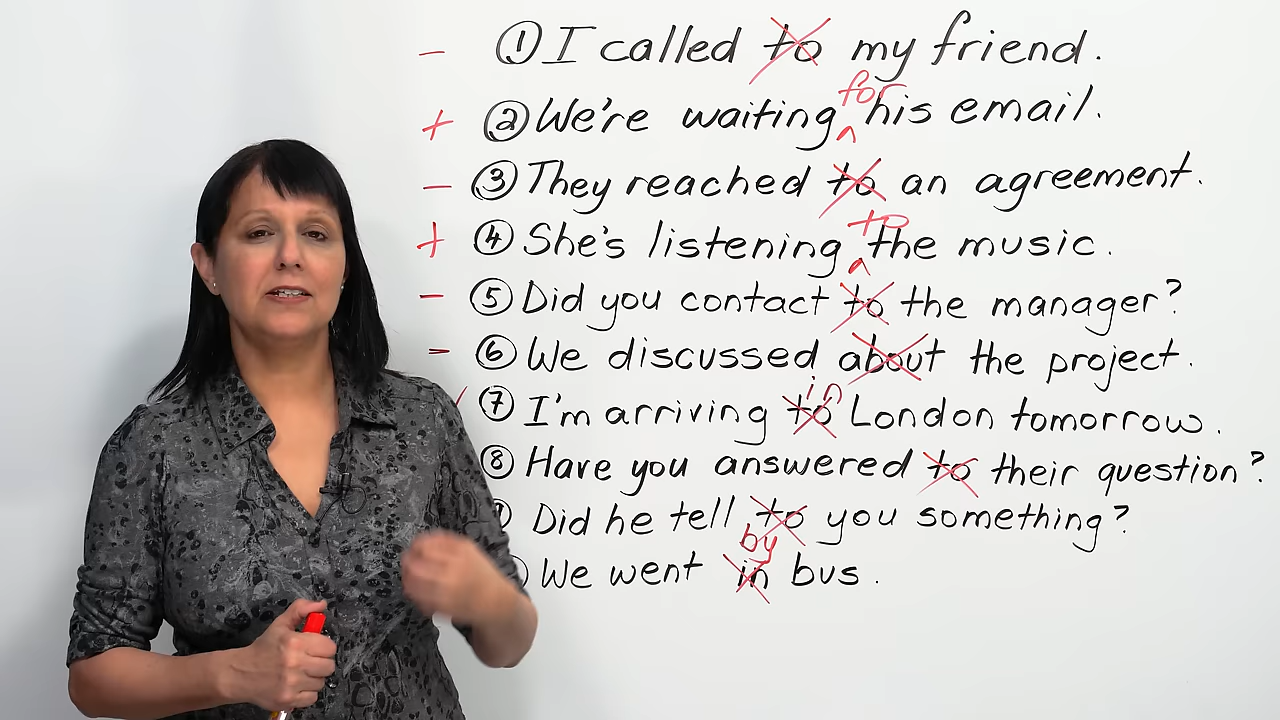 - ① I called to my friend.
+ ② We're waiting for his email.
- ③ They reached to an agreement.
+ ④ She's listening to the music.
- ⑤ Did you contact to the manager?
- ⑥ We discussed about the project.
⑦ I'm arriving to in London tomorrow.
⑧ Have you answered to their question?
Did he tell to you something?
We went in by bus.